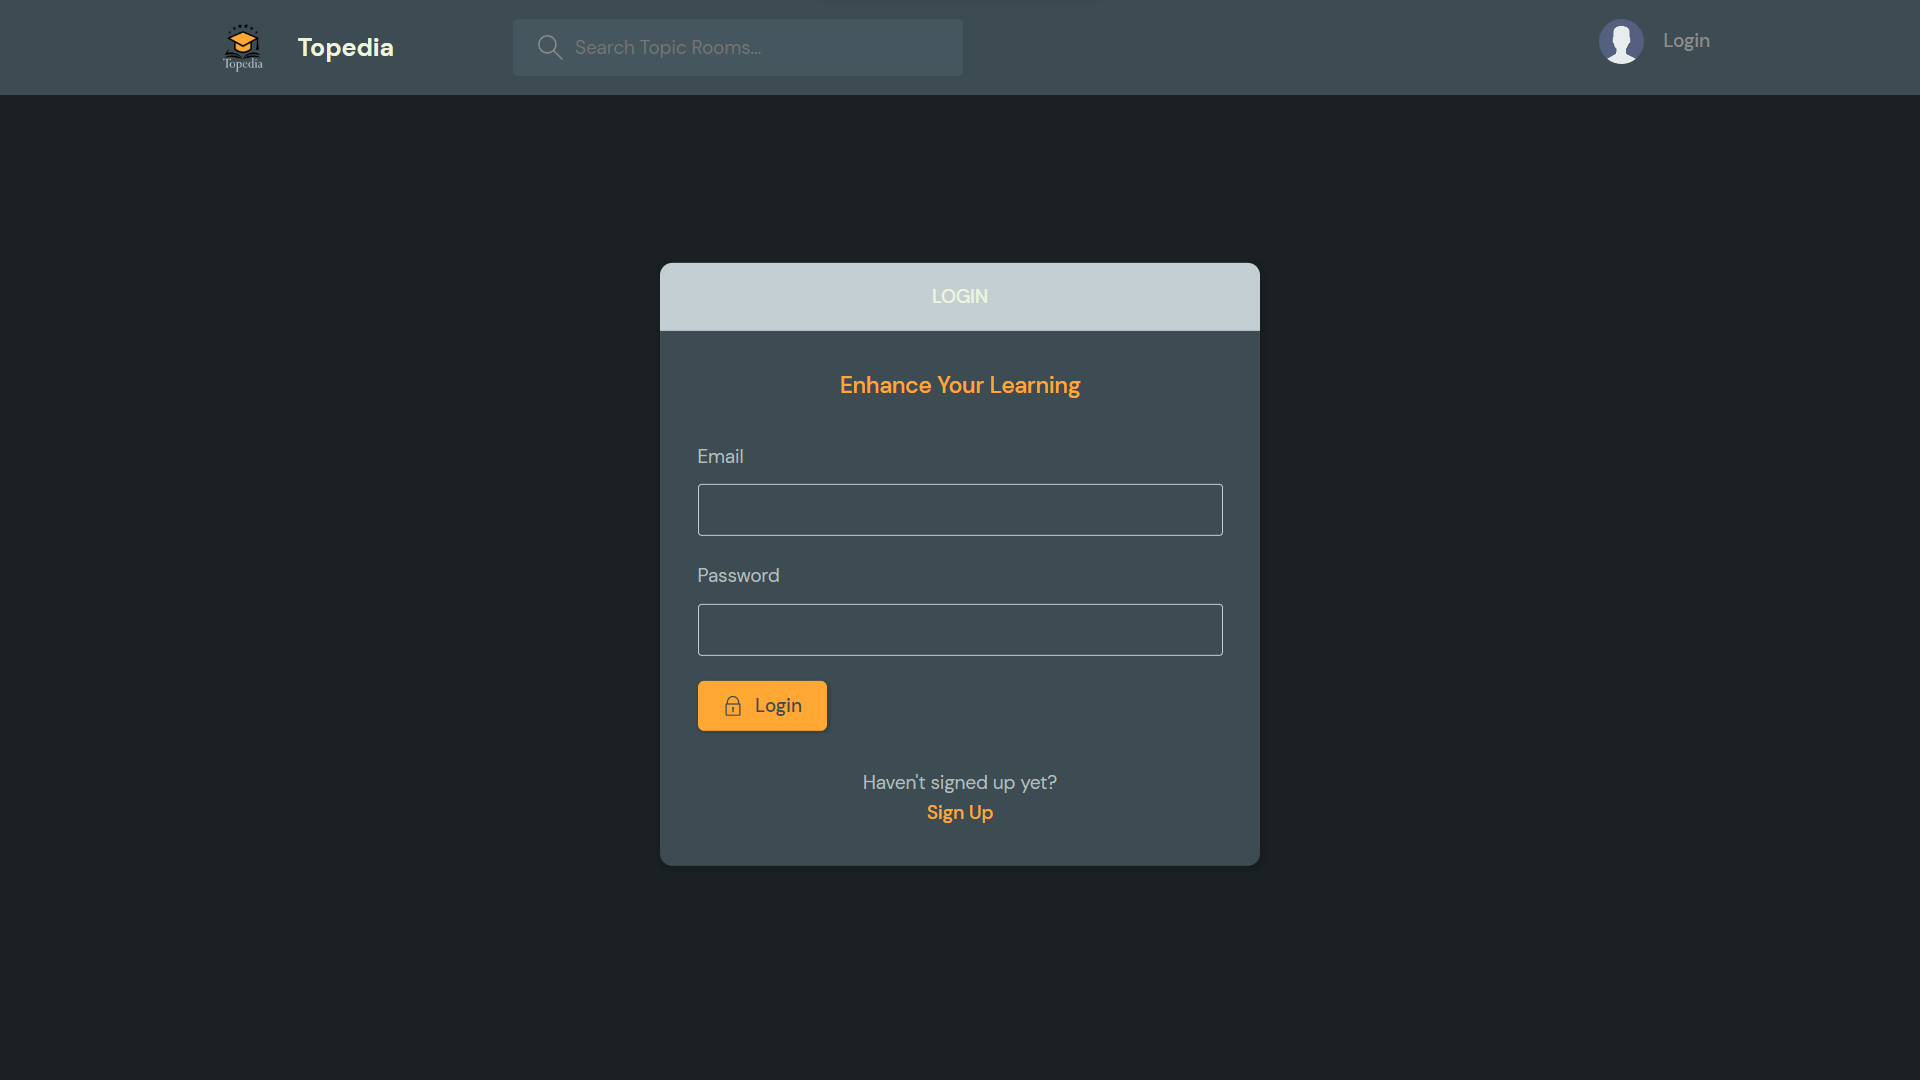 Topedia
Topedia
Search Topic Rooms...
Login
LOGIN
Enhance Your Learning
Email
Password
Login
Haven't signed up yet?
Sign Up